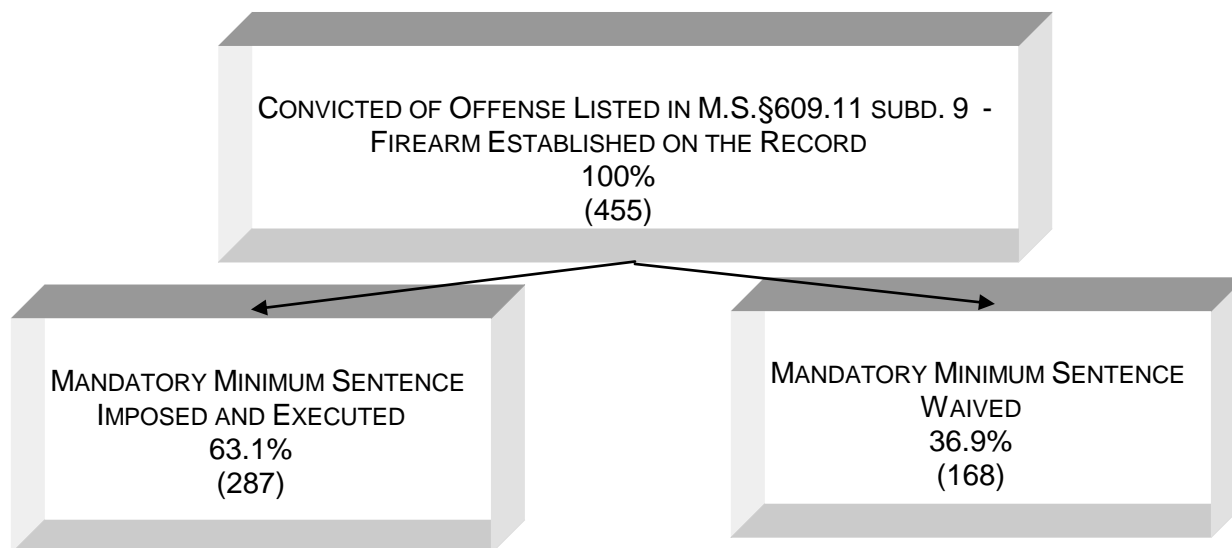 CONVICTED OF OFFENSE LISTED IN M.S.§609.11 SUBD. 9 -
FIREARM ESTABLISHED ON THE RECORD
100%
(455)
MANDATORY MINIMUM SENTENCE
IMPOSED AND EXECUTED
63.1%
(287)
MANDATORY MINIMUM SENTENCE
WAIVED
36.9%
(168)